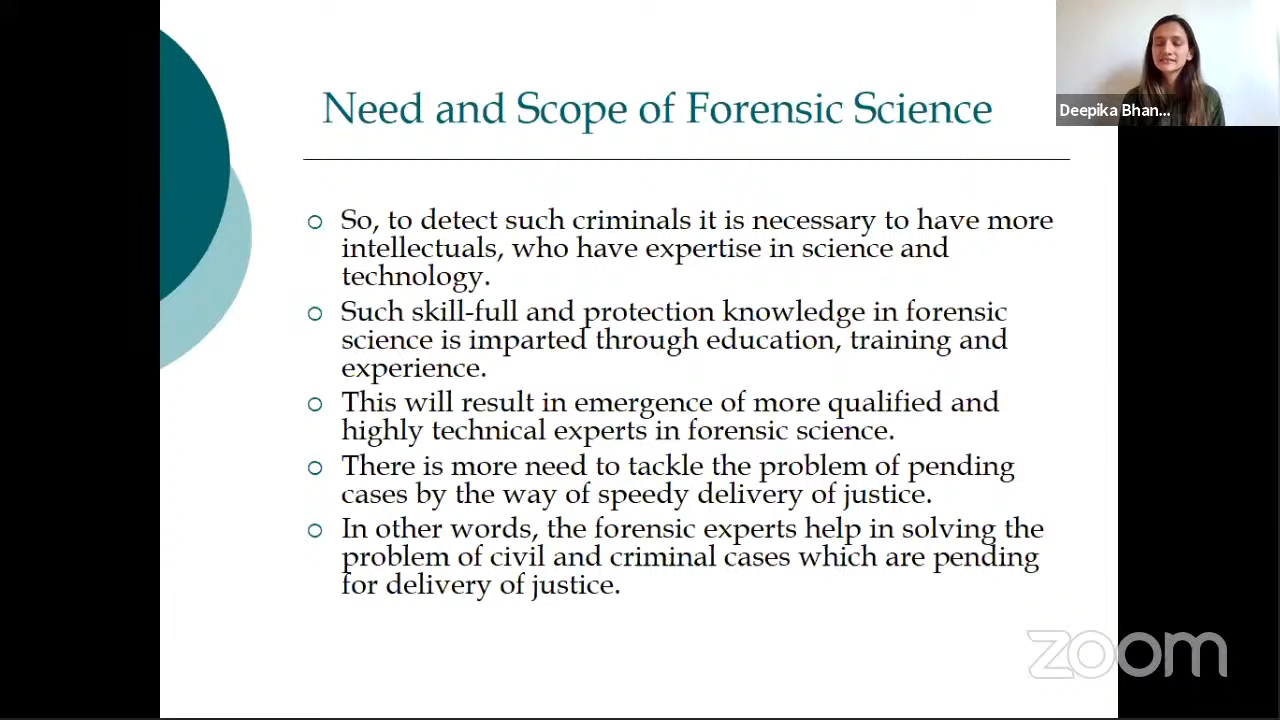 Need and Scope of Forensic Science
Deepika Bhan...
So, to detect such criminals it is necessary to have more
intellectuals, who have expertise in science and
technology.
Such skill-full and protection knowledge in forensic
science is imparted through education, training and
experience.
This will result in emergence of more qualified and
highly technical experts in forensic science.
There is more need to tackle the problem of pending
cases by the way of speedy delivery of justice.
In other words, the forensic experts help in solving the
problem of civil and criminal cases which are pending
for delivery of justice.
zoom